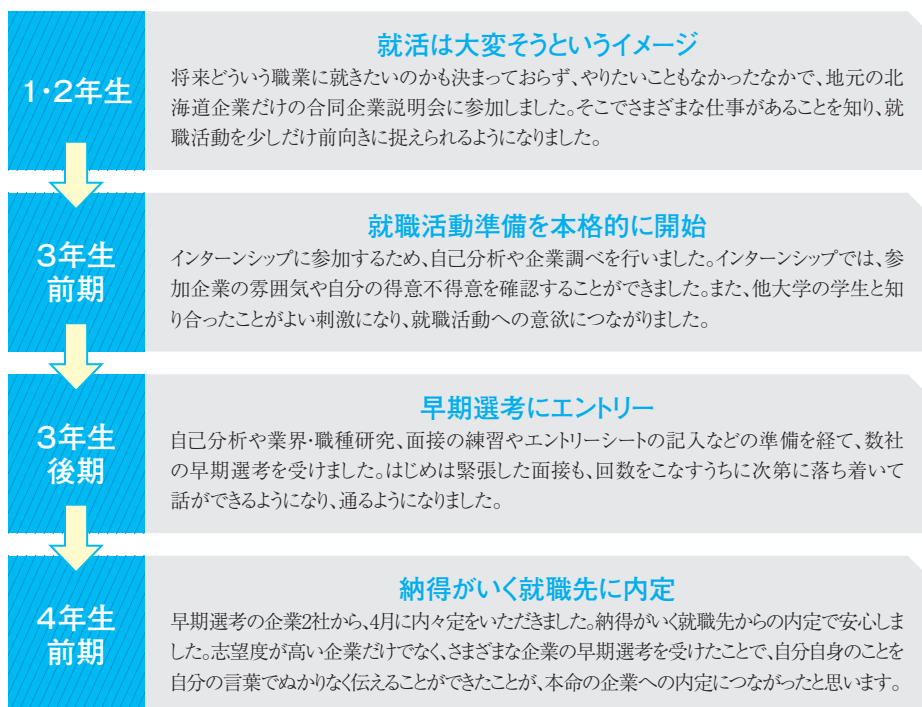 1・2年生
就活は大変そうというイメージ
将来どういう職業に就きたいのかも決まっておらず、やりたいこともなかったなかで、地元の北
海道企業だけの合同企業説明会に参加しました。そこでさまざまな仕事があることを知り、就
職活動を少しだけ前向きに捉えられるようになりました。
3年生
前期
就職活動準備を本格的に開始
インターンシップに参加するため、自己分析や企業調べを行いました。インターンシップでは、参
加企業の雰囲気や自分の得意不得意を確認することができました。また、他大学の学生と知
り合ったことがよい刺激になり、就職活動への意欲につながりました。
3年生
後期
早期選考にエントリー
自己分析や業界・職種研究、面接の練習やエントリーシートの記入などの準備を経て、数社
の早期選考を受けました。はじめは緊張した面接も、回数をこなすうちに次第に落ち着いて
話ができるようになり、通るようになりました。
4年生
前期
納得がいく就職先に内定
早期選考の企業2社から、4月に内々定をいただきました。納得がいく就職先からの内定で安心しま
した。志望度が高い企業だけでなく、さまざまな企業の早期選考を受けたことで、自分自身のことを
自分の言葉でぬかりなく伝えることができたことが、本命の企業への内定につながったと思います。